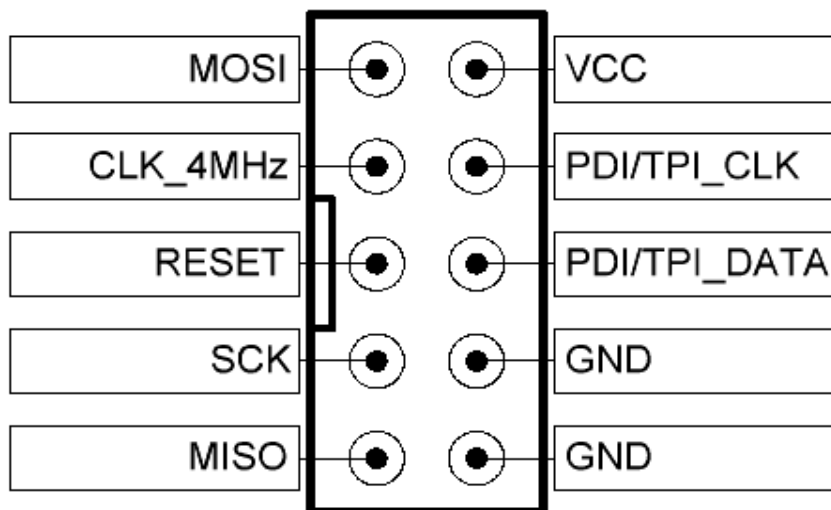 MOSI VCC
CLK_4MHz PDI/TPI_CLK
RESET PDI/TPI_DATA
SCK GND
MISO GND